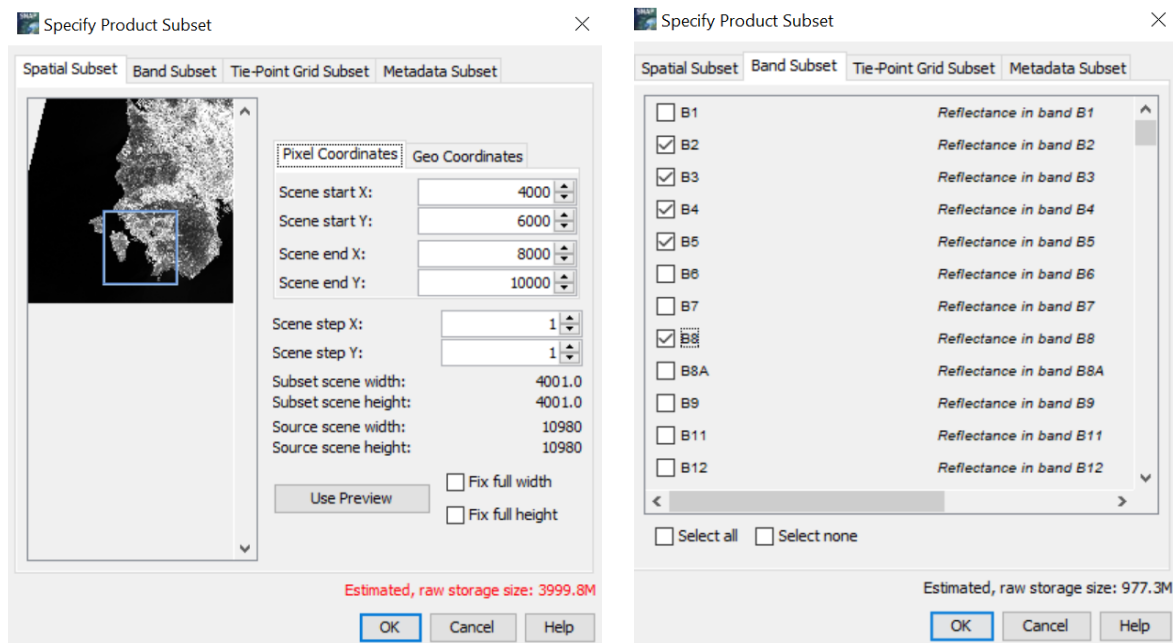 Specify Product Subset
Spatial Subset Band Subset Tie-Point Grid Subset Metadata Subset
Pixel Coordinates Geo Coordinates
Scene start X: 4000
Scene start Y: 6000
Scene end X: 8000
Scene end Y: 10000
Scene step X: 1
Scene step Y: 1
Subset scene width: 4001.0
Subset scene height: 4001.0
Source scene width: 10980
Source scene height: 10980
Use Preview
Fix full width
Fix full height
Estimated, raw storage size: 3999.8M
OK Cancel Help
SNAP
Specify Product Subset
Spatial Subset Band Subset Tie-Point Grid Subset Metadata Subset
B1 Reflectance in band B1
B2 Reflectance in band B2
B3 Reflectance in band B3
B4 Reflectance in band B4
B5 Reflectance in band B5
B6 Reflectance in band B6
B7 Reflectance in band B7
B8 Reflectance in band B8
B8A Reflectance in band B8A
B9 Reflectance in band B9
B11 Reflectance in band B11
B12 Reflectance in band B12
Select all Select none
Estimated, raw storage size: 977.3M
OK Cancel Help